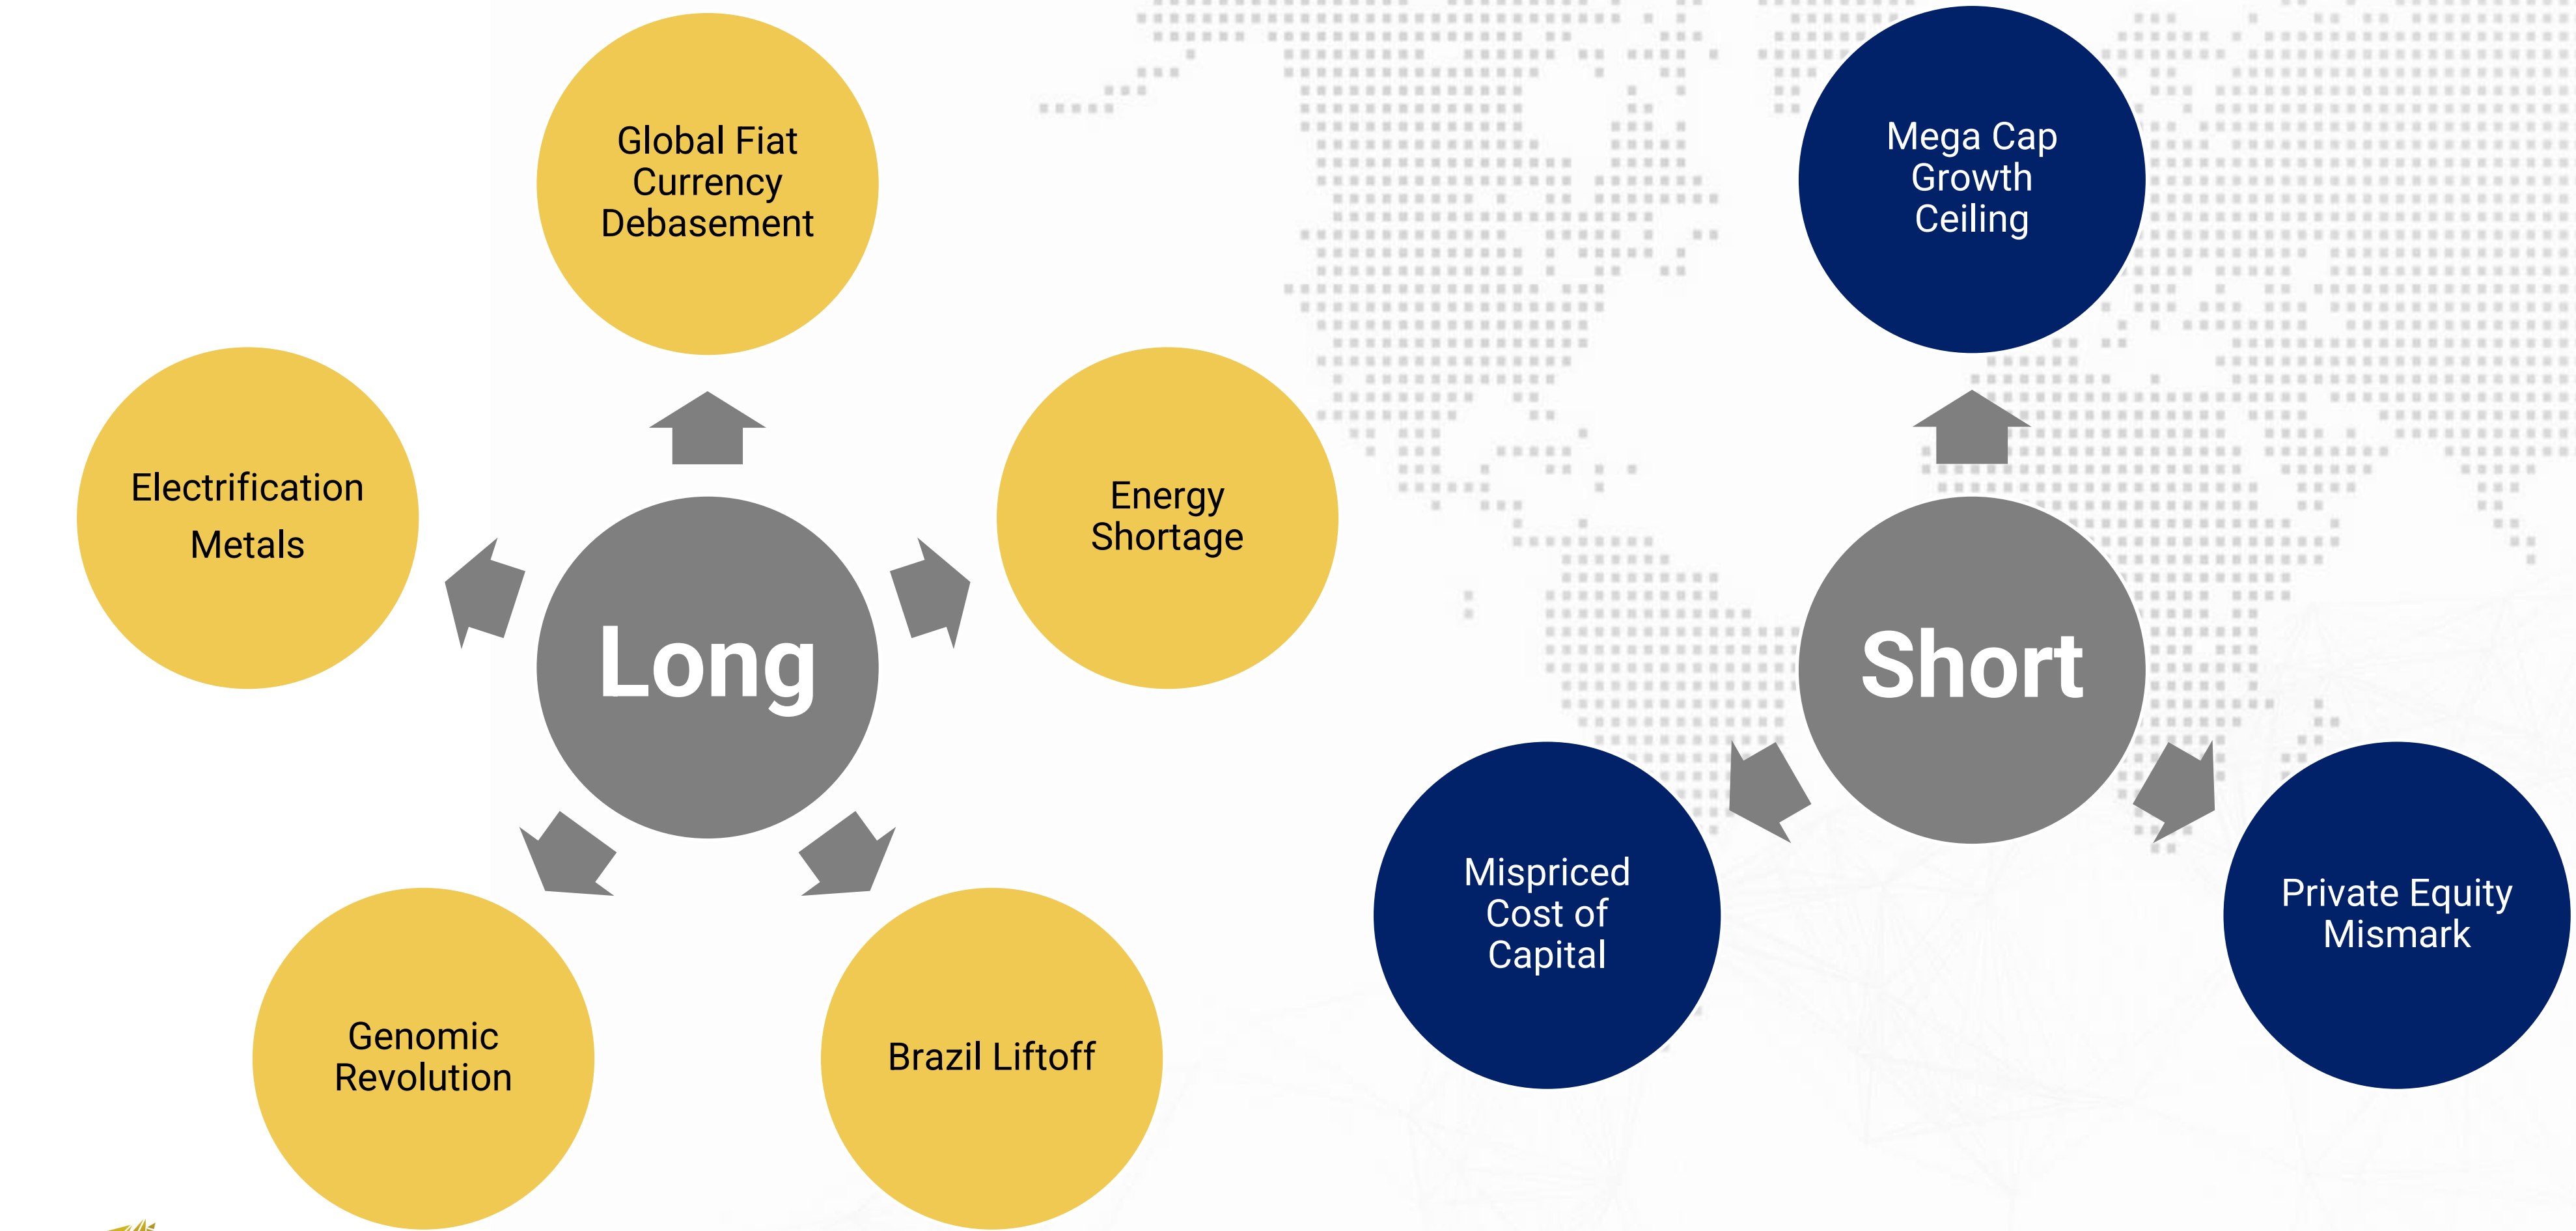 Global Fiat
Currency
Debasement
Electrification
Metals
Energy
Shortage
Long
Genomic
Revolution
Brazil Liftoff
Mega Cap
Growth
Ceiling
Short
Mispriced
Cost of
Capital
Private Equity
Mismark